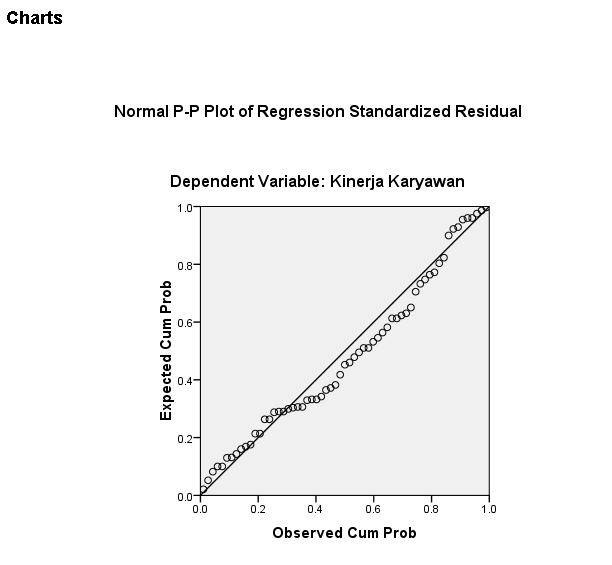 Charts
Normal P-P Plot of Regression Standardized Residual
Dependent Variable: Kinerja Karyawan
1.0
0.8
0.6
0.4
0.2
0.0
Expected Cum Prob
0.0 0.2 0.4 0.6 0.8 1.0
Observed Cum Prob